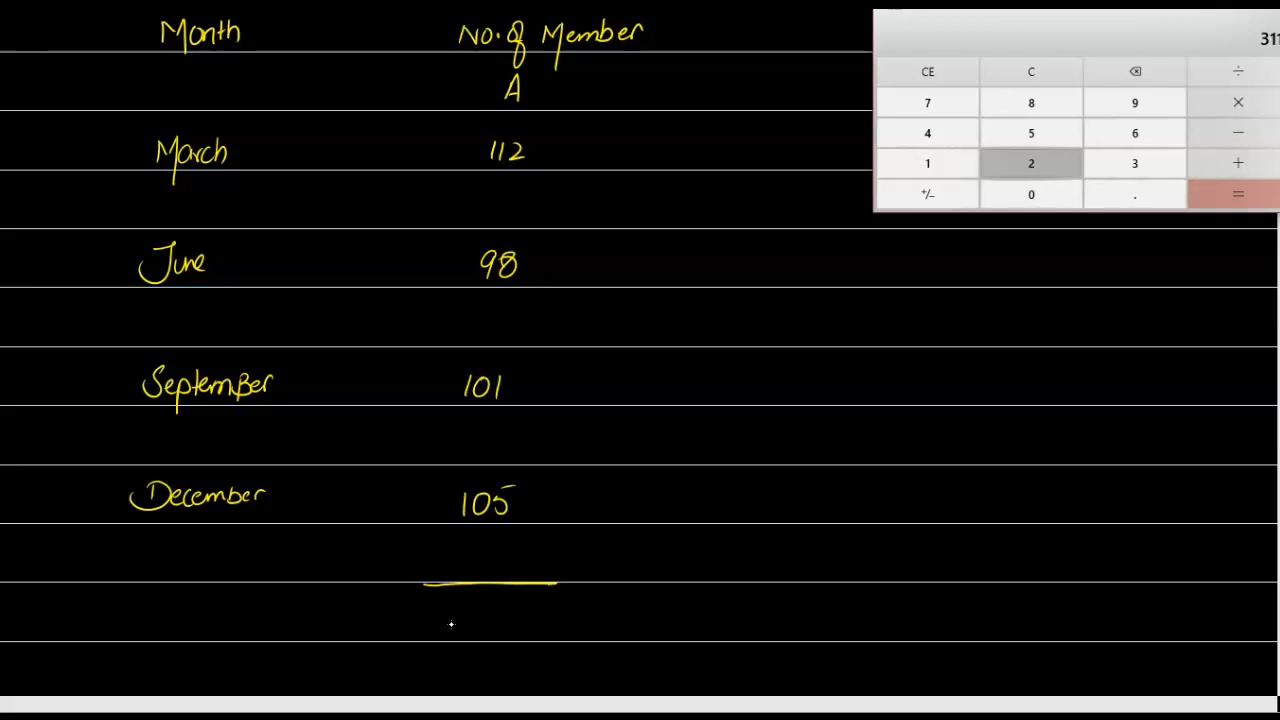 Month No. of Member
A
March 112
June 98
September 101
December 105
311
CE C ⌫ ÷
7 8 9 ×
4 5 6 −
1 2 3 +
+/− 0 . =